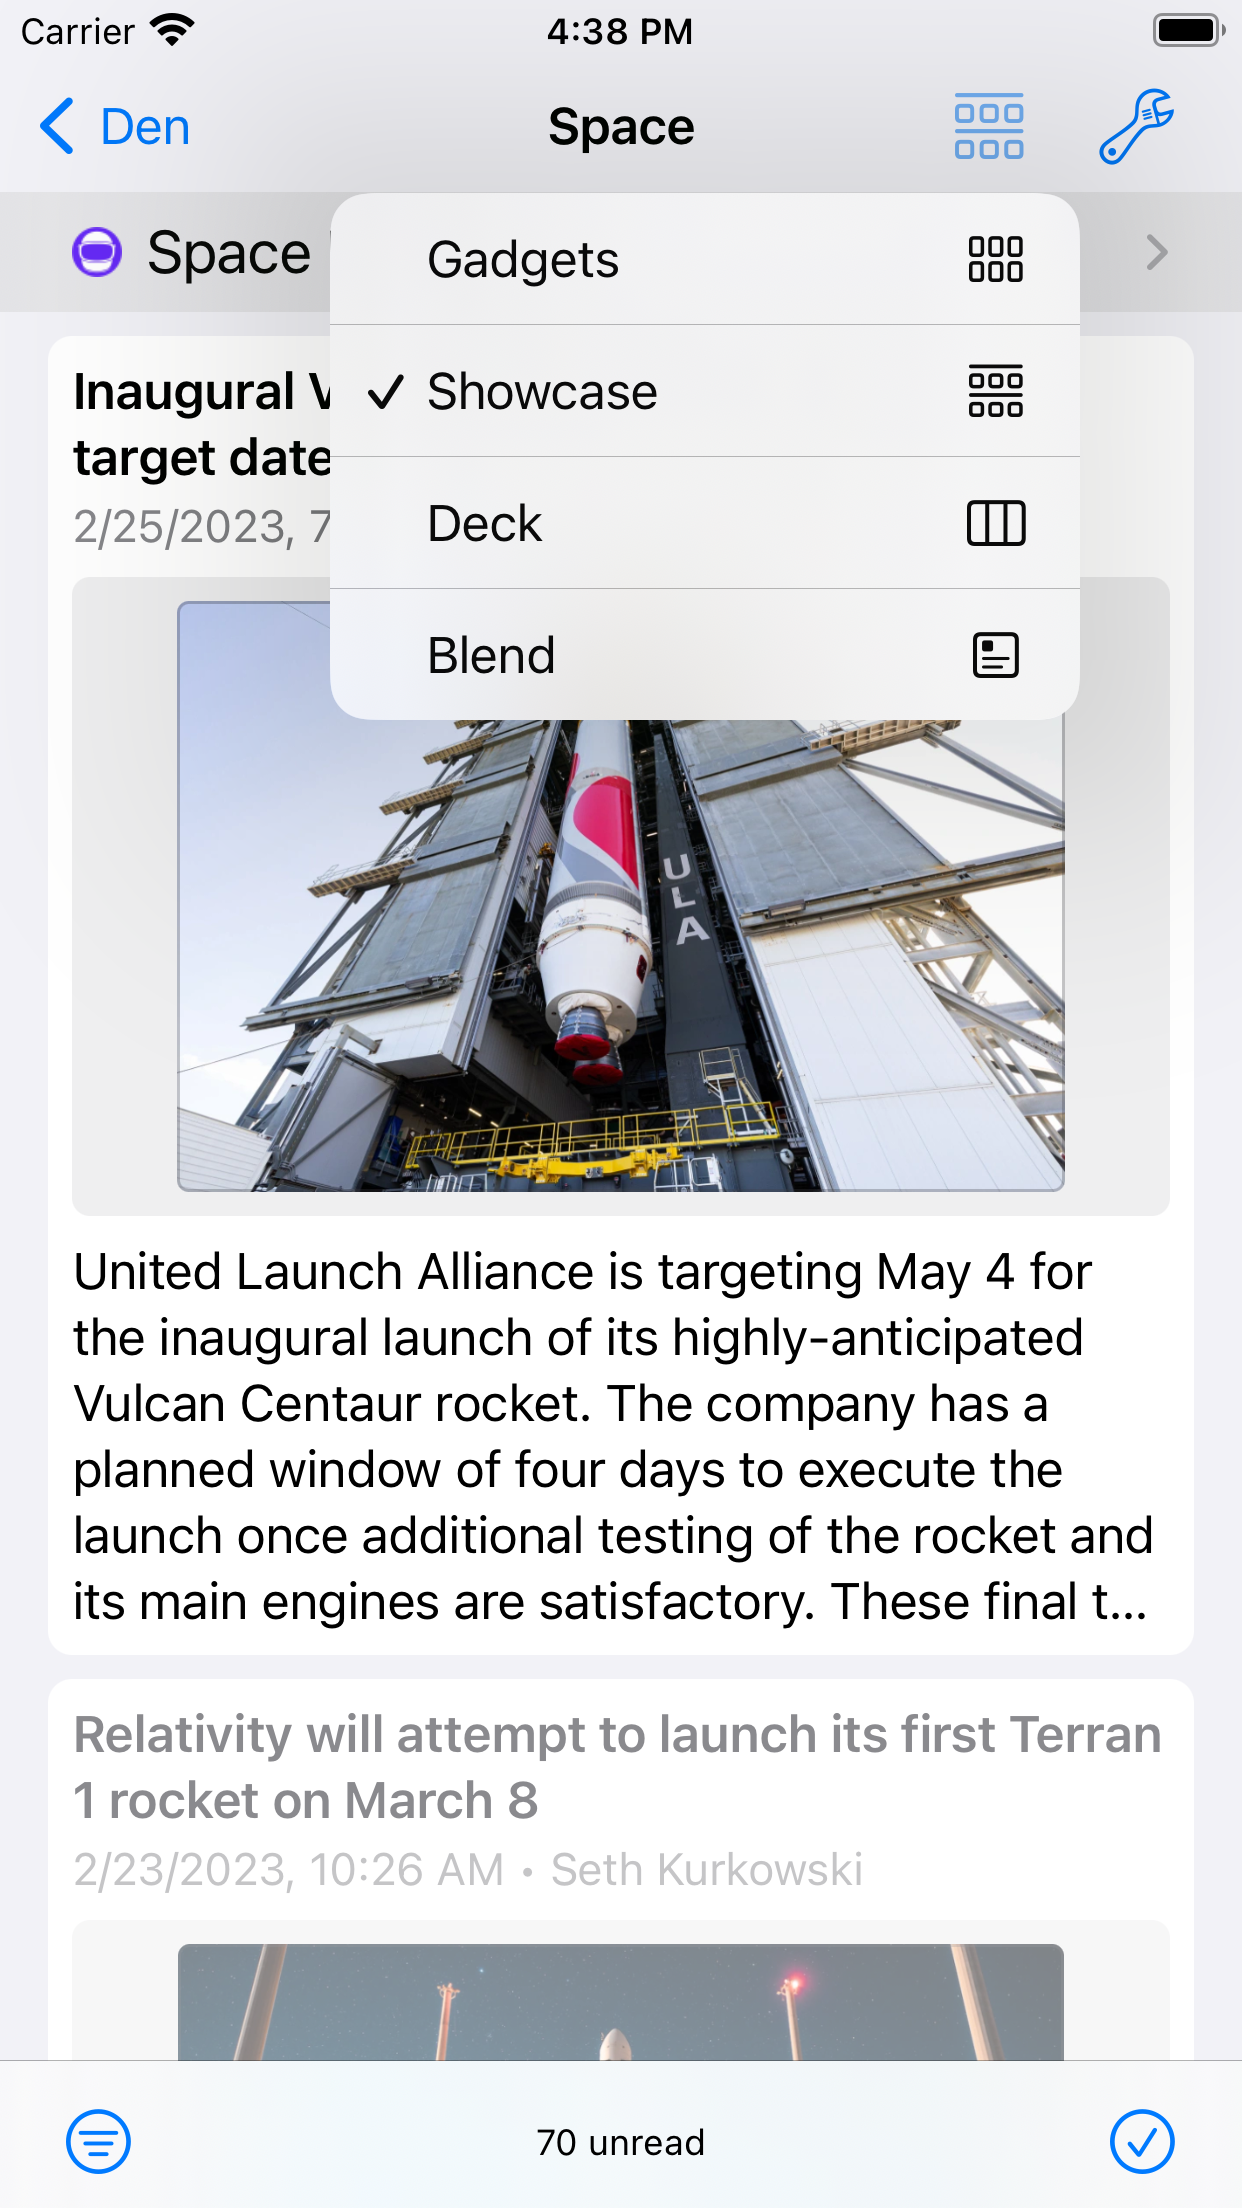 Carrier
4:38 PM
Den
Space
Space
Gadgets
Showcase
Deck
Blend
Inaugural
target date
2/25/2023, 7
ULA
United Launch Alliance is targeting May 4 for
the inaugural launch of its highly-anticipated
Vulcan Centaur rocket. The company has a
planned window of four days to execute the
launch once additional testing of the rocket and
its main engines are satisfactory. These final t...
Relativity will attempt to launch its first Terran
1 rocket on March 8
2/23/2023, 10:26 AM • Seth Kurkowski
70 unread